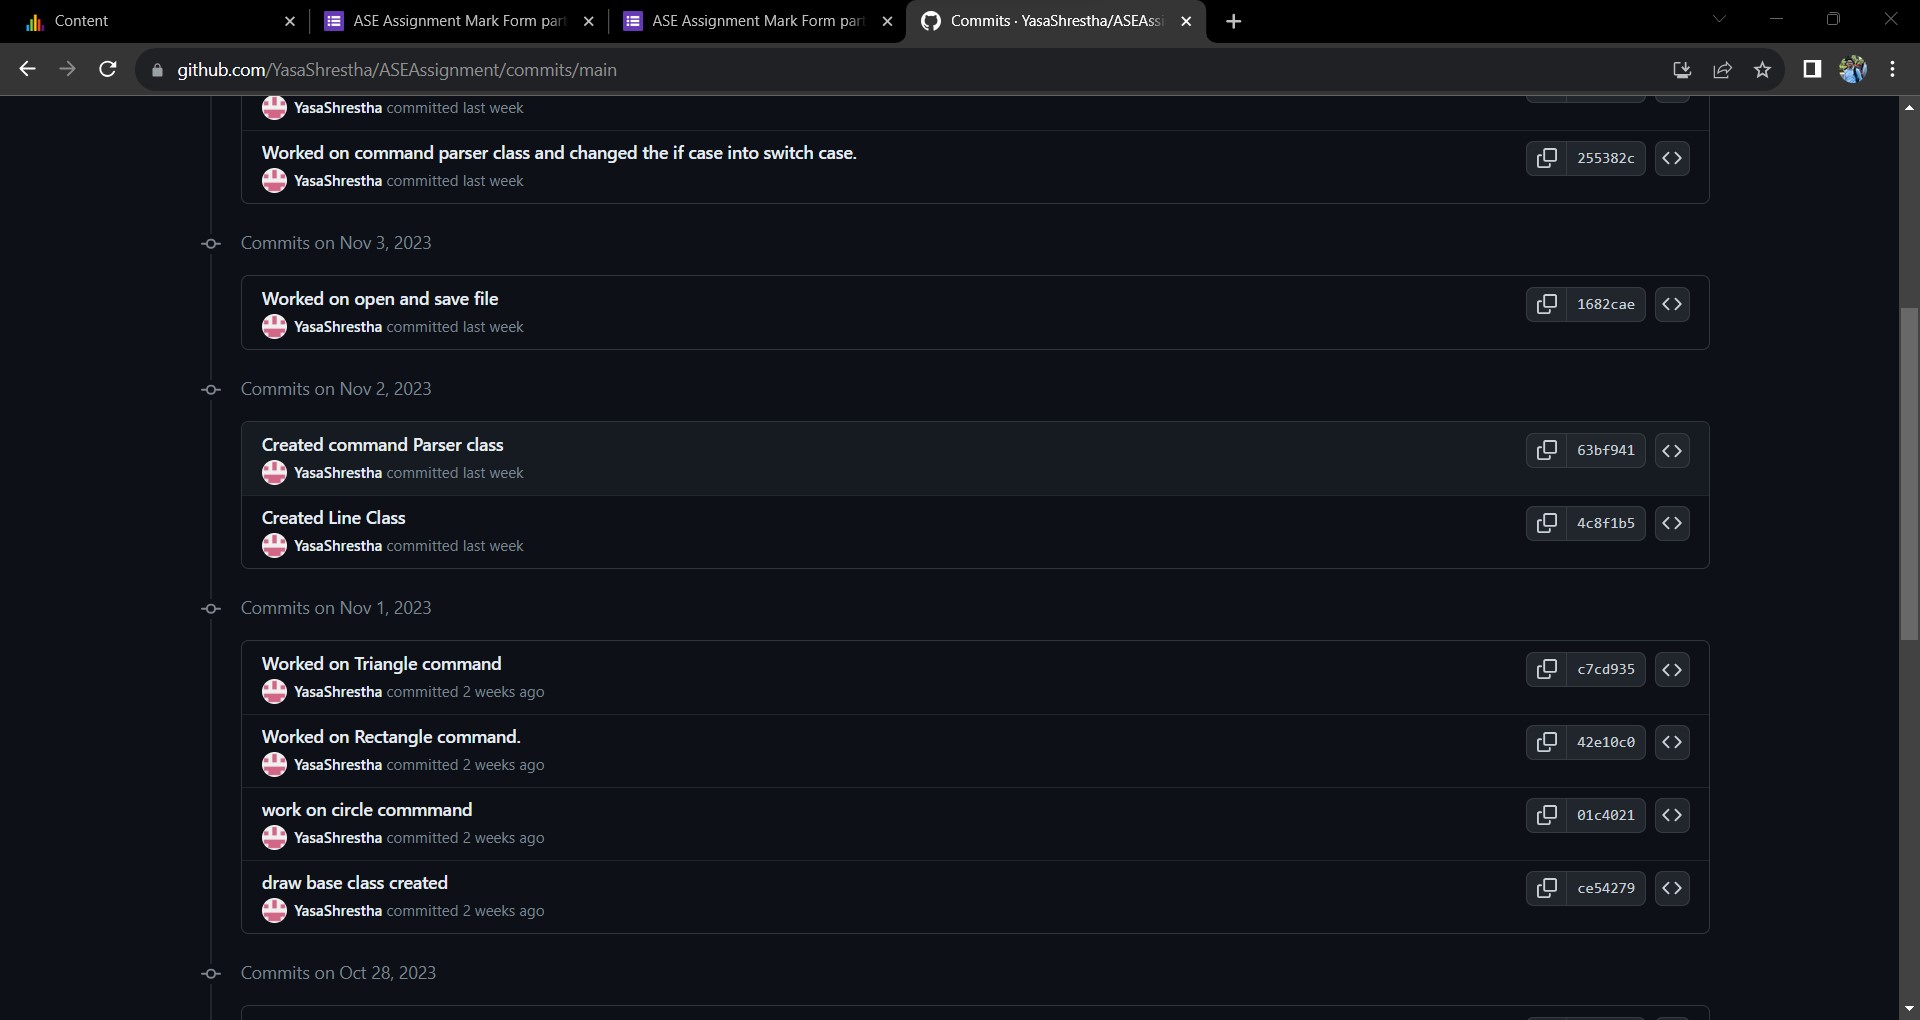 Content
ASE Assignment Mark Form part
ASE Assignment Mark Form part
Commits · YasaShrestha/ASEAssi
github.com/YasaShrestha/ASEAssignment/commits/main
YasaShrestha committed last week
Worked on command parser class and changed the if case into switch case.
255382c
YasaShrestha committed last week
Commits on Nov 3, 2023
Worked on open and save file
1682cae
YasaShrestha committed last week
Commits on Nov 2, 2023
Created command Parser class
63bf941
YasaShrestha committed last week
Created Line Class
4c8f1b5
YasaShrestha committed last week
Commits on Nov 1, 2023
Worked on Triangle command
c7cd935
YasaShrestha committed 2 weeks ago
Worked on Rectangle command.
42e10c0
YasaShrestha committed 2 weeks ago
work on circle commmand
01c4021
YasaShrestha committed 2 weeks ago
draw base class created
ce54279
YasaShrestha committed 2 weeks ago
Commits on Oct 28, 2023